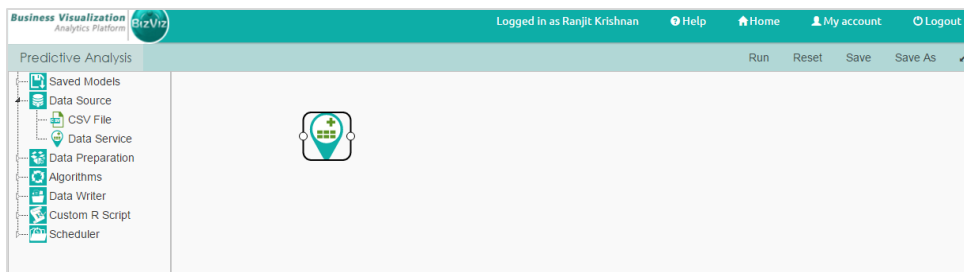 Business Visualization
Analytics Platform
BIZVIZ
Logged in as Ranjit Krishnan Help Home My account Logout
Predictive Analysis Run Reset Save Save As
Saved Models
Data Source
CSV File
Data Service
Data Preparation
Algorithms
Data Writer
Custom R Script
Scheduler